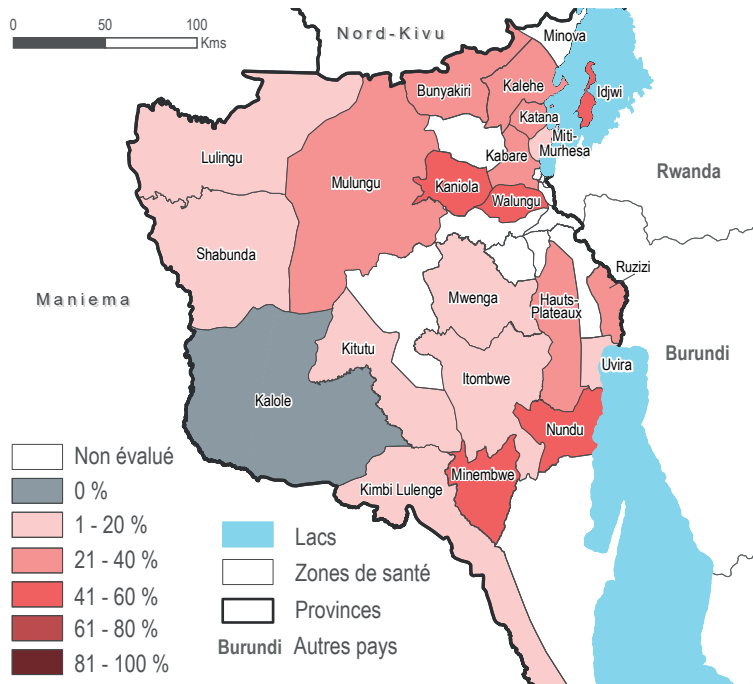 0 50 100
Kms
Nord-Kivu
Minova
Bunyakiri
Kalehe
Idjwi
Katana
Miti-
Murhesa
Lulingu
Kabare
Mulungu
Kaniola
Walungu
Rwanda
Shabunda
Ruzizi
Maniema
Mwenga
Hauts-
Plateaux
Kitutu
Burundi
Itombwe
Uvira
Kalole
Nundu
Minembwe
Kimbi Lulenge
Non évalué
0 %
1 - 20 %
21 - 40 %
41 - 60 %
61 - 80 %
81 - 100 %
Lacs
Zones de santé
Provinces
Burundi Autres pays